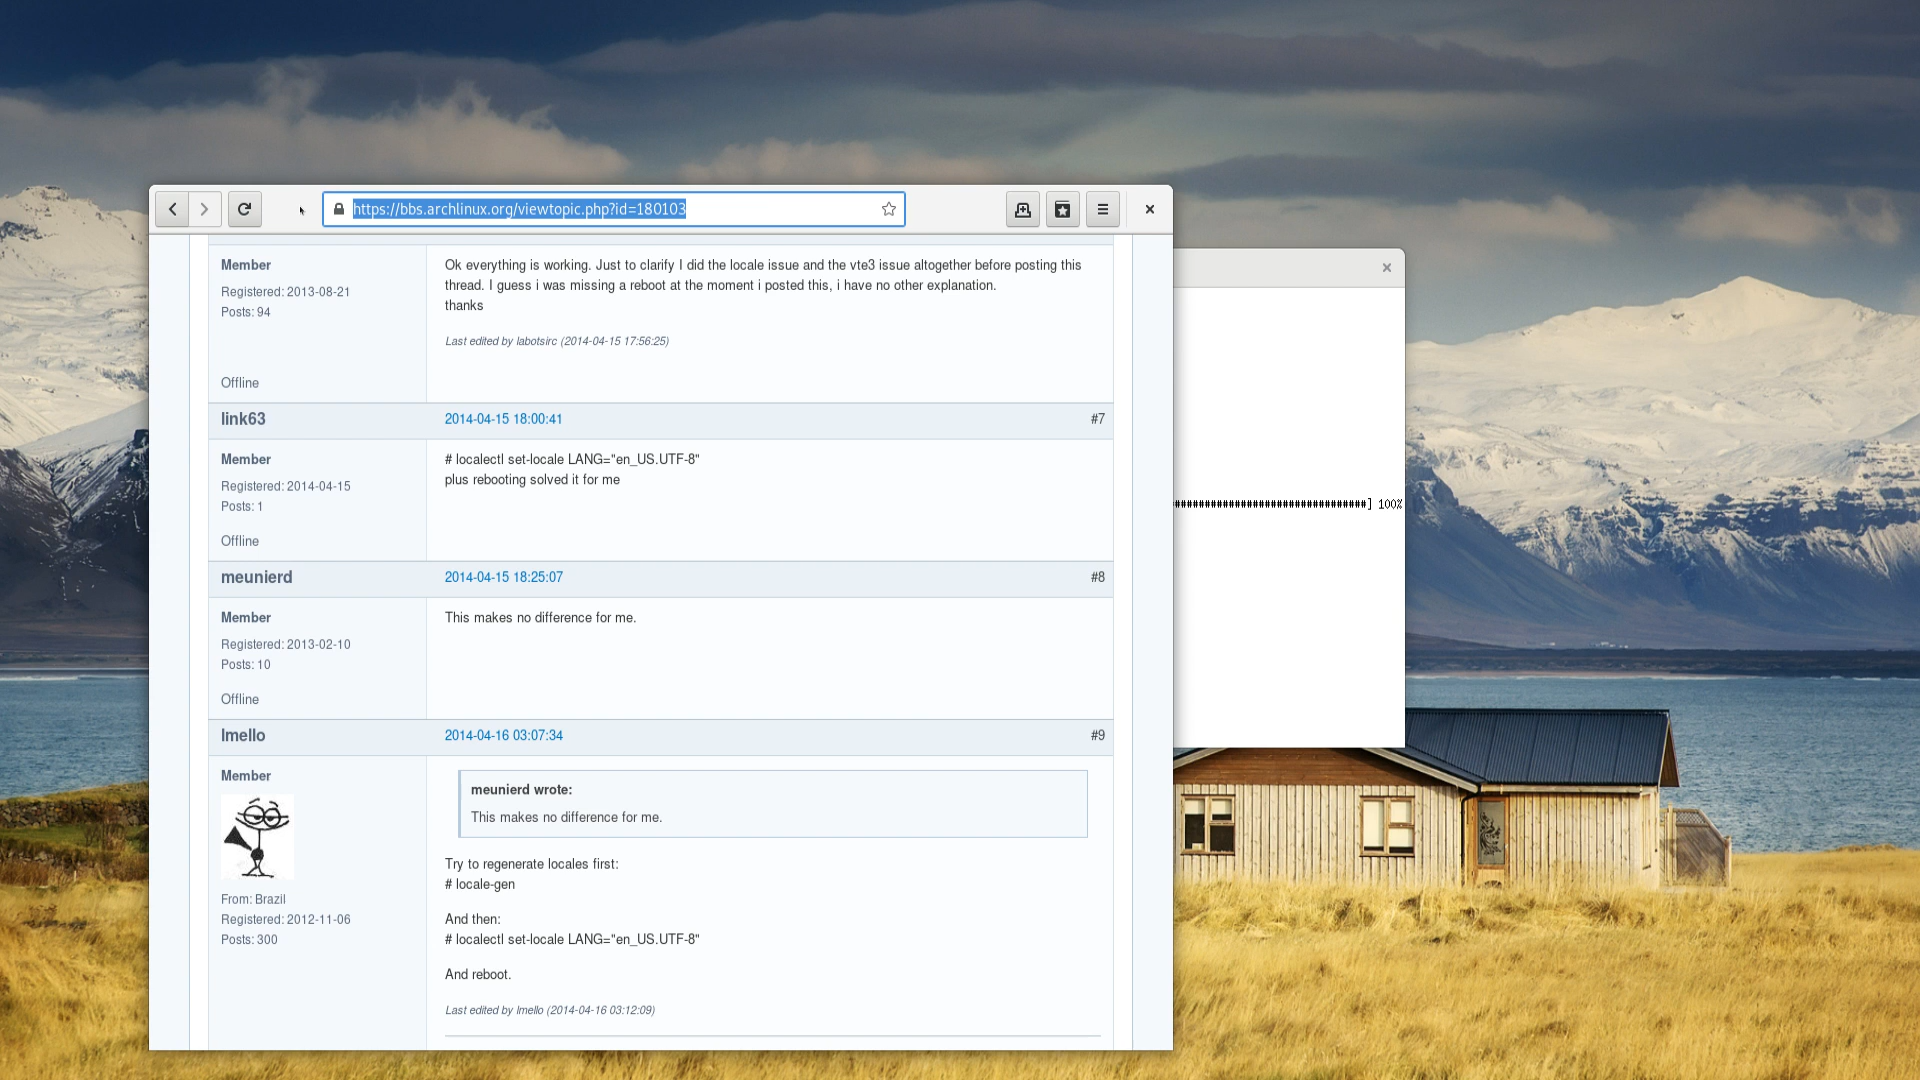 https://bbs.archlinux.org/viewtopic.php?id=180103
Member
Registered: 2013-08-21
Posts: 94
Offline
Ok everything is working. Just to clarify I did the locale issue and the vte3 issue altogether before posting this
thread. I guess i was missing a reboot at the moment i posted this, i have no other explanation.
thanks
Last edited by labotsirc (2014-04-15 17:56:25)
link63
2014-04-15 18:00:41
#7
Member
Registered: 2014-04-15
Posts: 1
Offline
# localectl set-locale LANG="en_US.UTF-8"
plus rebooting solved it for me
meunierd
2014-04-15 18:25:07
#8
Member
Registered: 2013-02-10
Posts: 10
Offline
This makes no difference for me.
lmello
2014-04-16 03:07:34
#9
Member
From: Brazil
Registered: 2012-11-06
Posts: 300
meunierd wrote:
This makes no difference for me.
Try to regenerate locales first:
# locale-gen
And then:
# localectl set-locale LANG="en_US.UTF-8"
And reboot.
Last edited by lmello (2014-04-16 03:12:09)
################################] 100%